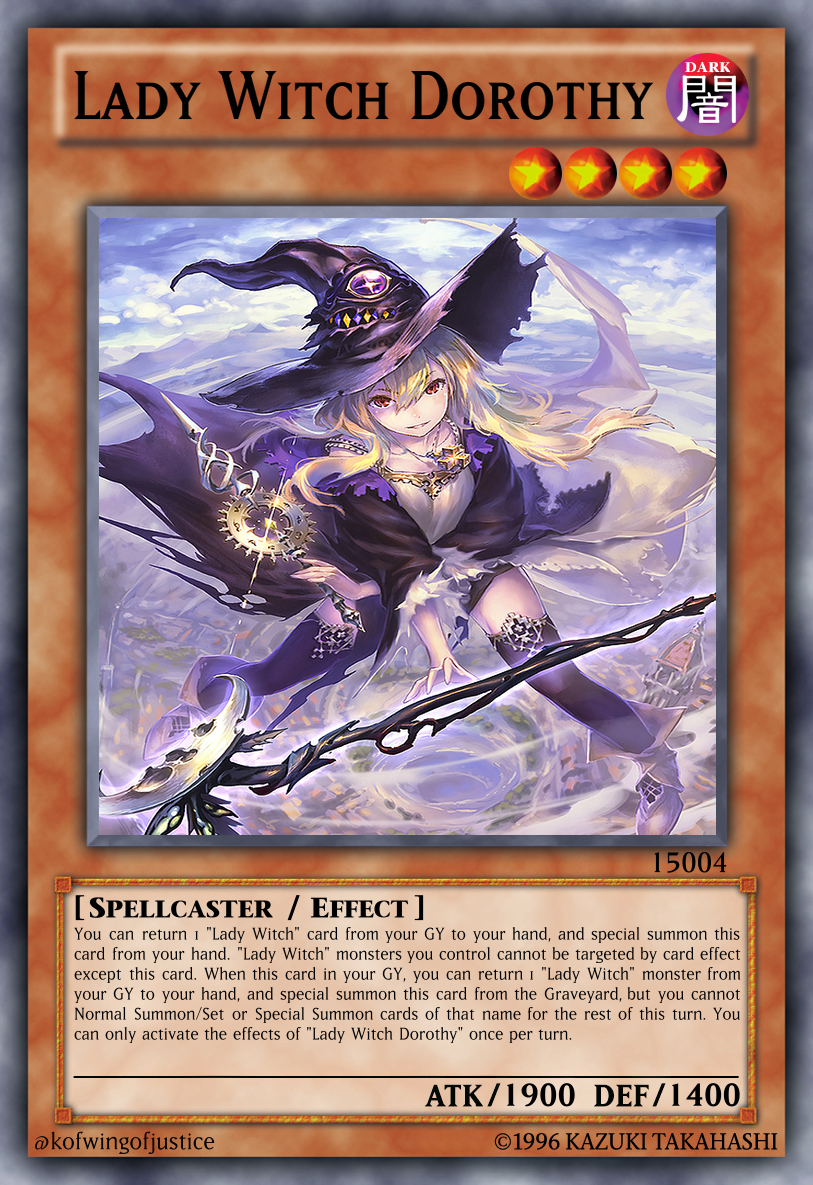 Lady Witch Dorothy
DARK
闇
15004
[ Spellcaster / Effect ]
You can return 1 "Lady Witch" card from your GY to your hand, and special summon this
card from your hand. "Lady Witch" monsters you control cannot be targeted by card effect
except this card. When this card in your GY, you can return 1 "Lady Witch" monster from
your GY to your hand, and special summon this card from the Graveyard, but you cannot
Normal Summon/Set or Special Summon cards of that name for the rest of this turn. You
can only activate the effects of "Lady Witch Dorothy" once per turn.
ATK/1900 DEF/1400
@kofwingofjustice
©1996 KAZUKI TAKAHASHI